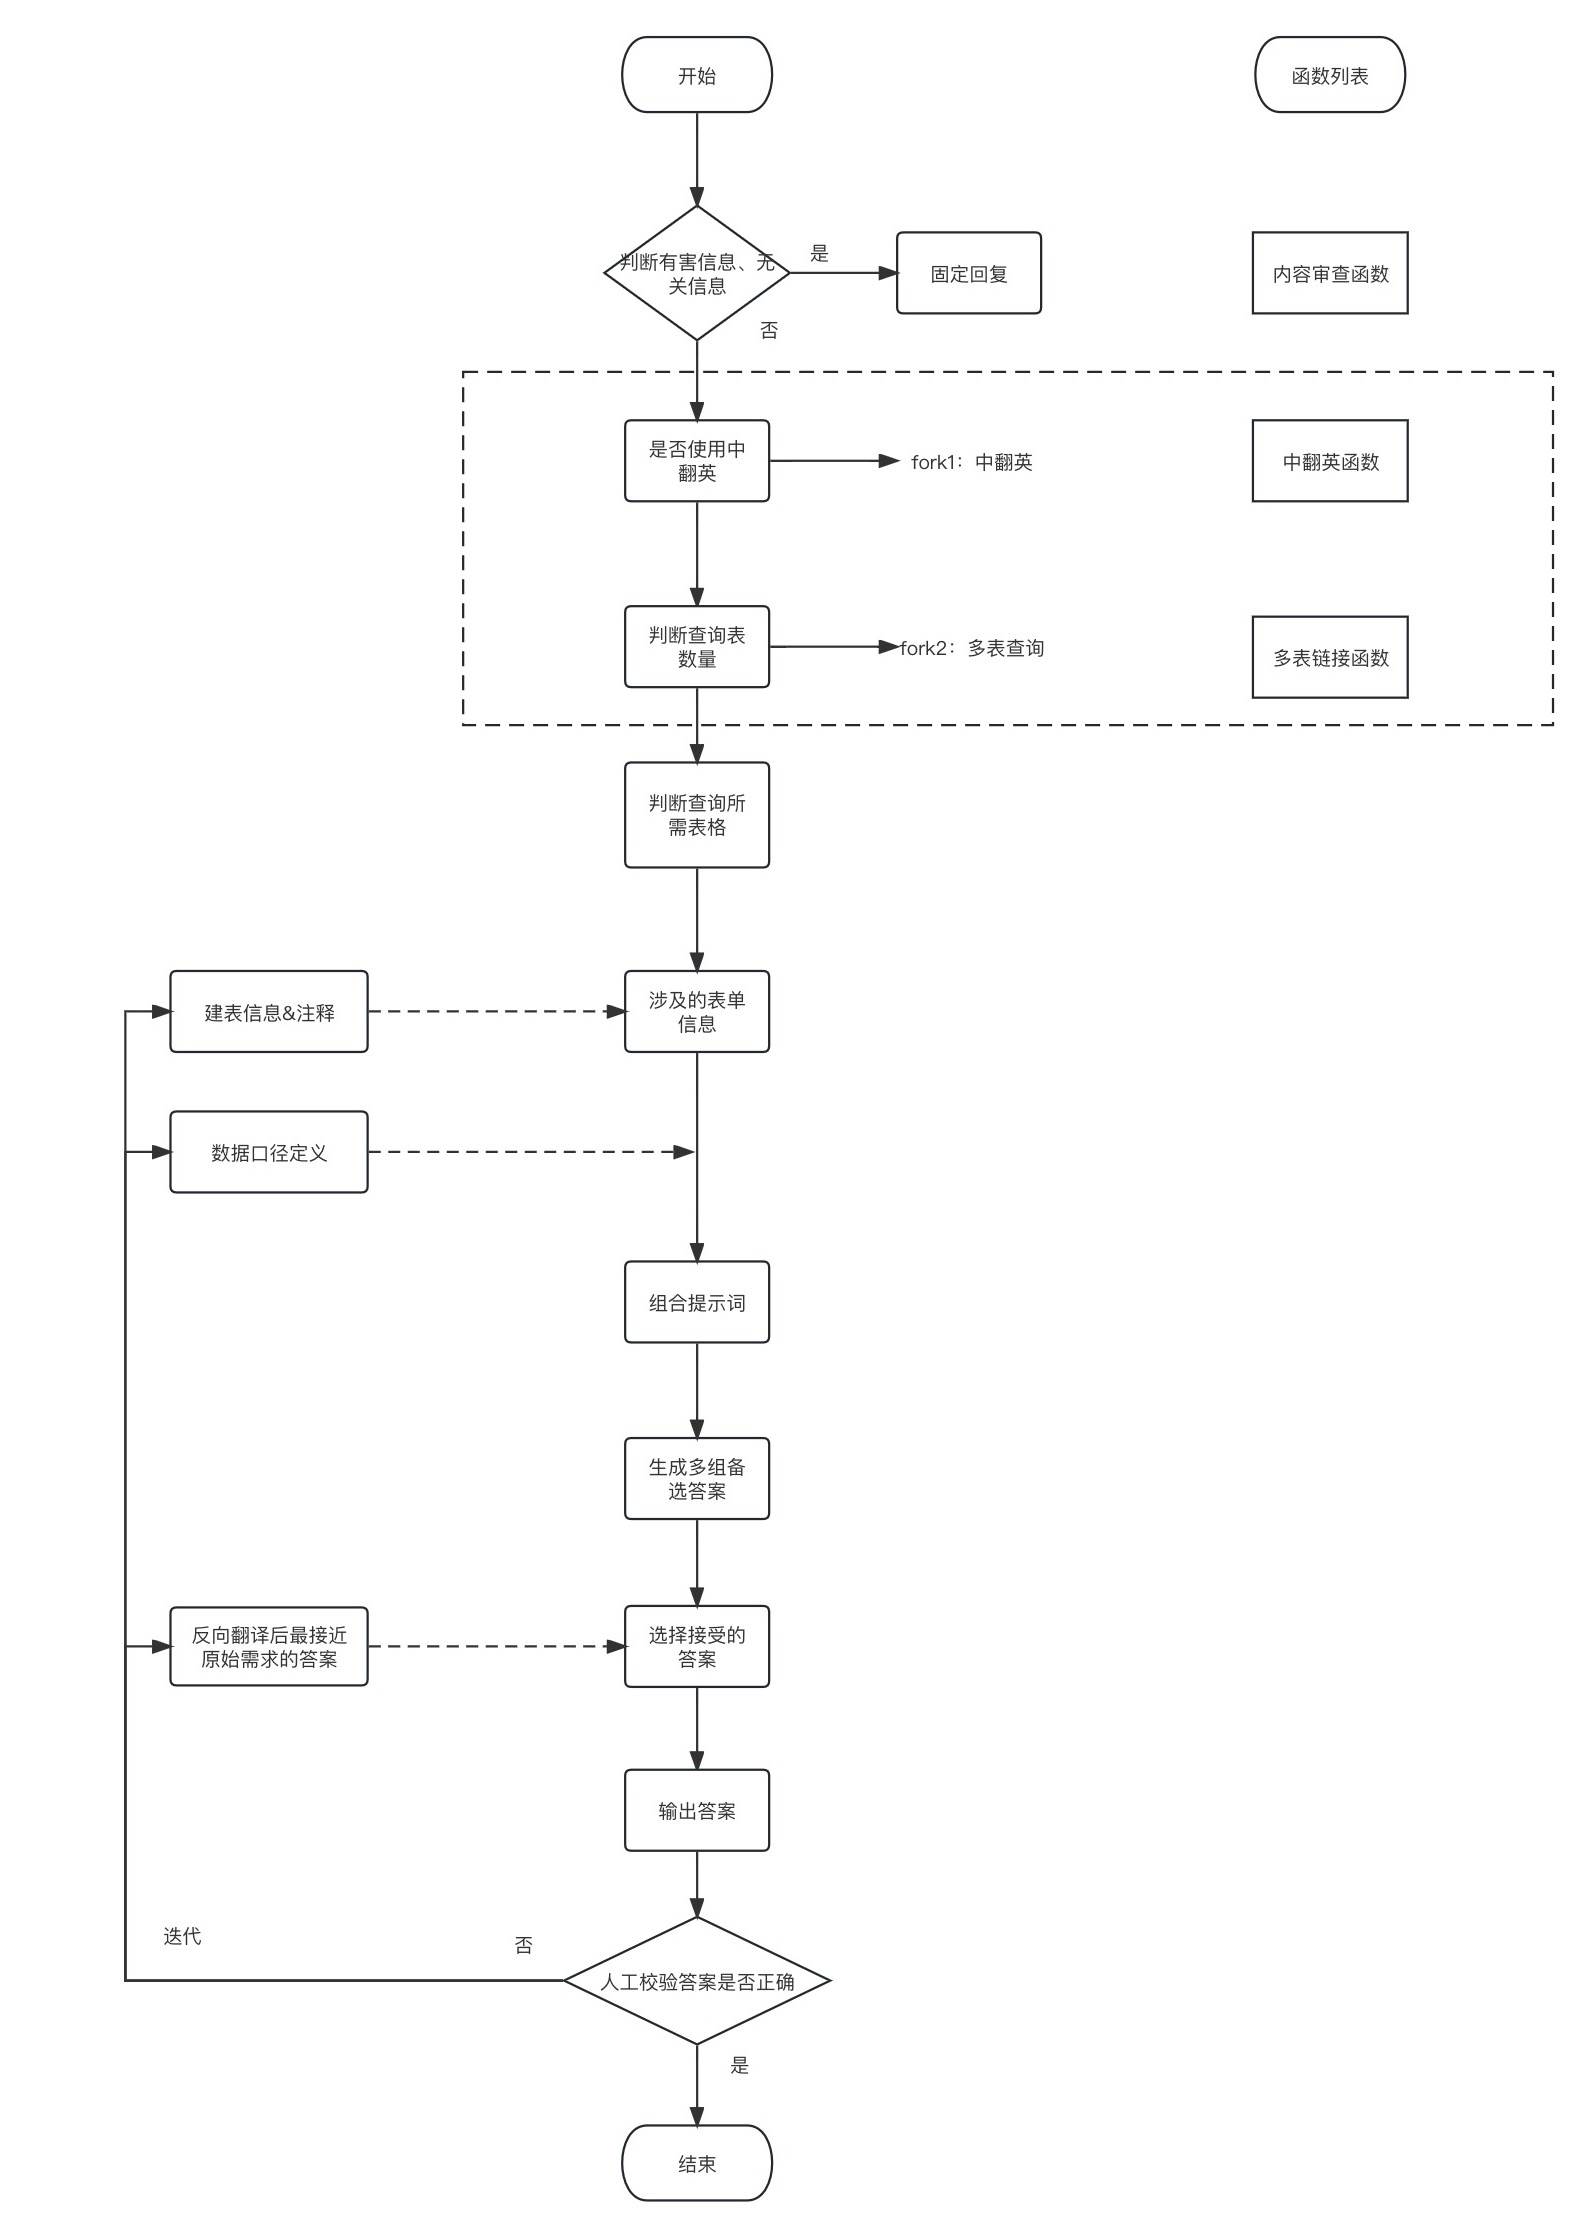 开始
函数列表
判断有害信息、无
关信息
是
固定回复
内容审查函数
否
是否使用中
翻英
fork1：中翻英
中翻英函数
判断查询表
数量
fork2：多表查询
多表链接函数
判断查询所
需表格
建表信息&注释
涉及的表单
信息
数据口径定义
组合提示词
生成多组备
选答案
反向翻译后最接近
原始需求的答案
选择接受的
答案
输出答案
迭代
否
人工校验答案是否正确
是
结束